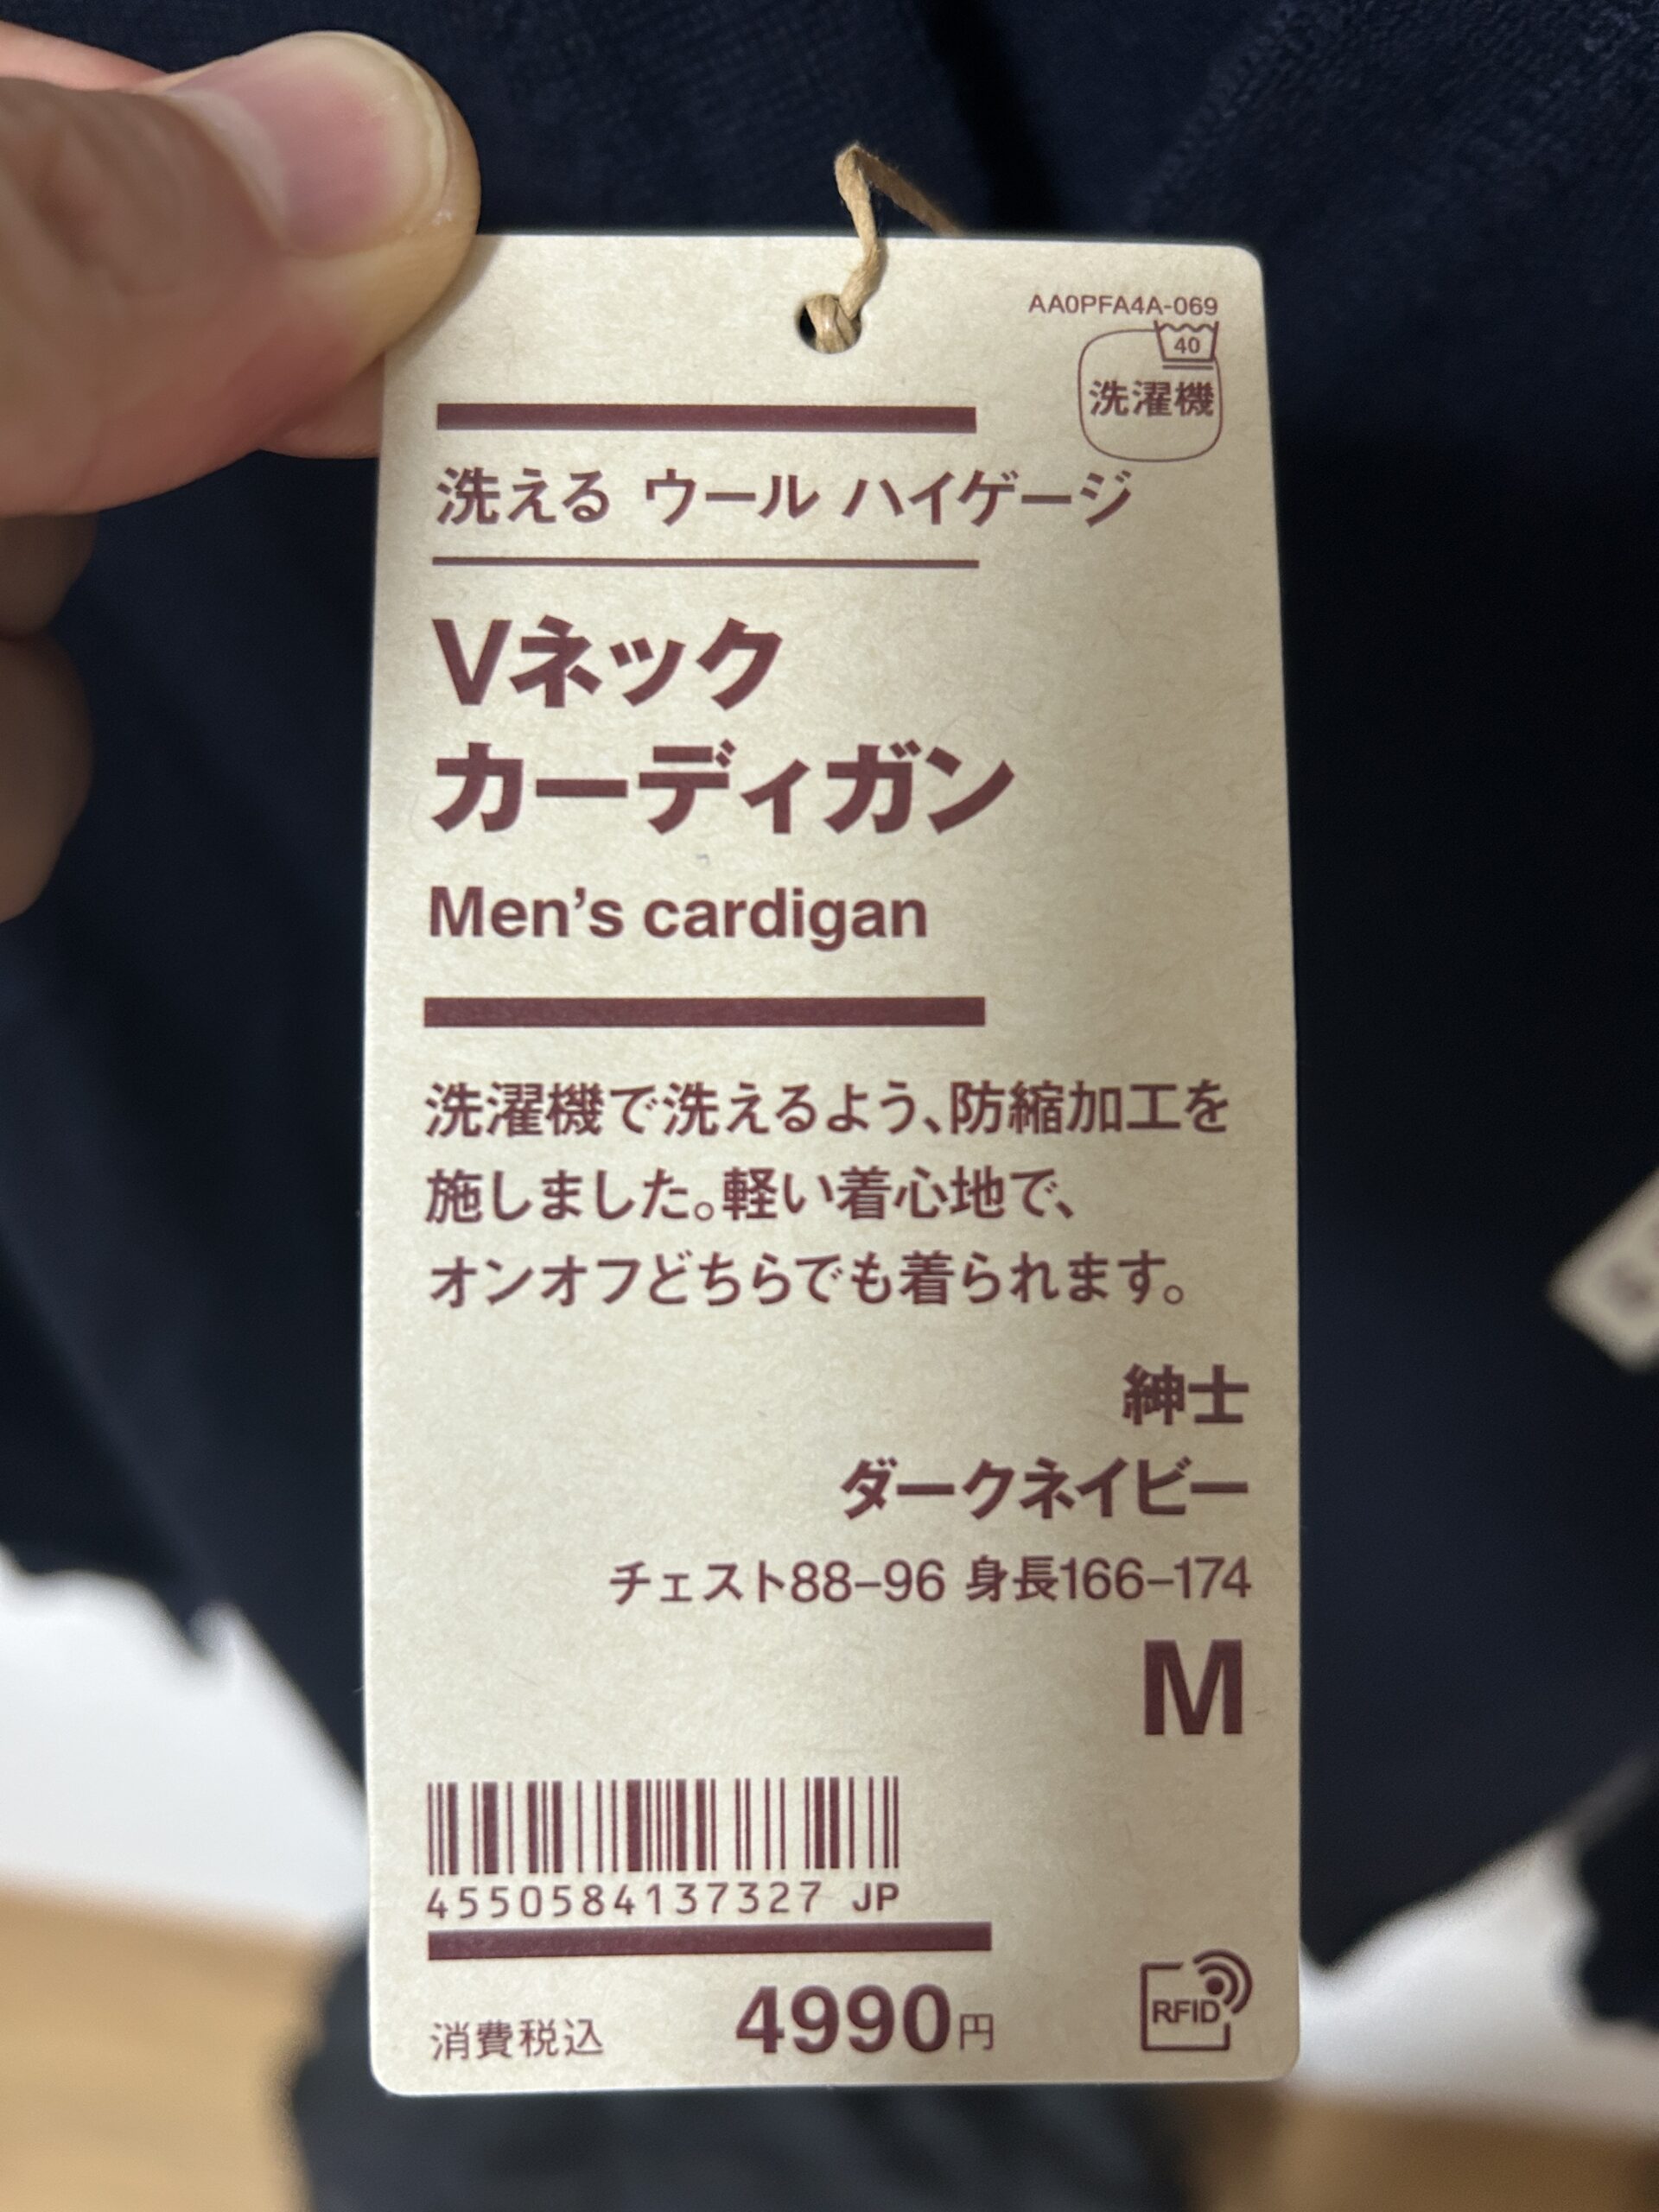 AA0PFA4A-069
40
洗濯機
洗える ウール ハイゲージ
Vネック
カーディガン
Men's cardigan
洗濯機で洗えるよう、防縮加工を
施しました。軽い着心地で、
オンオフどちらでも着られます。
紳士
ダークネイビー
チェスト88–96 身長166–174
M
4550584137327 JP
消費税込 4990円
RFID